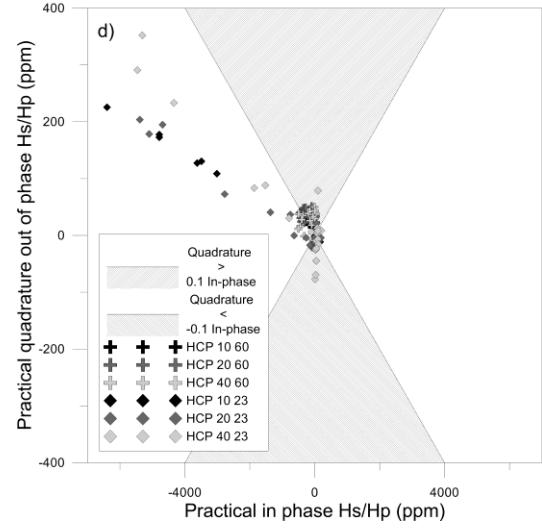 d)
400
200
0
-200
-400
-4000
0
4000
Practical quadrature out of phase Hs/Hp (ppm)
Practical in phase Hs/Hp (ppm)
Quadrature
>
0.1 In-phase
Quadrature
<
-0.1 In-phase
HCP 10 60
HCP 20 60
HCP 40 60
HCP 10 23
HCP 20 23
HCP 40 23